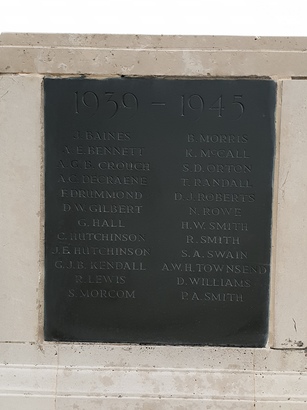 1939 - 1945
J. BAINES
A.E. BENNETT
A.G.B. CROUCH
F. DRUMMOND
D.W. GILBERT
G. HALL
C. HUTCHINSON
D.E. HUTCHINSON
G.J.B. KENDALL
R. LEWIS
S. MORCOM
B. MORRIS
K. McCALL
S.D. ORTON
T. RANDALL
D.J. ROBERTS
N. ROWE
H.W. SMITH
R. SMITH
S.A. SWAIN
A.W.H. TOWNSEND
D. WILLIAMS
P.A. SMITH